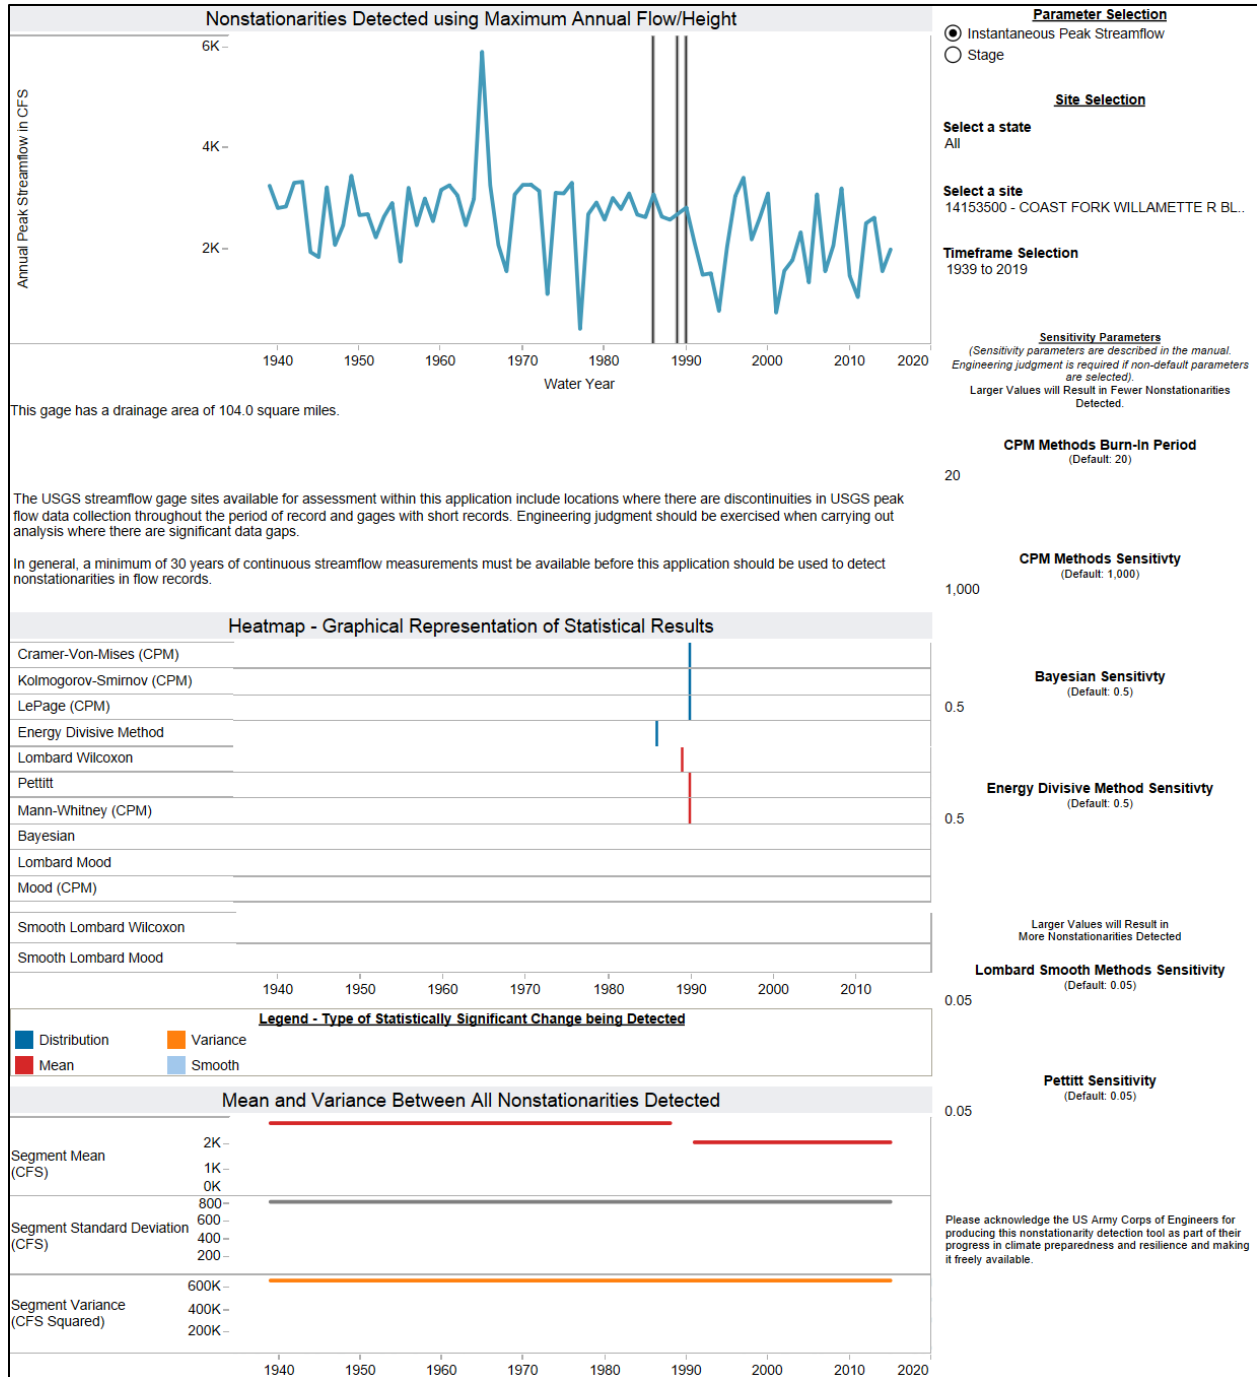 Nonstationarities Detected using Maximum Annual Flow/Height
Annual Peak Streamflow in CFS
6K
4K
2K
1940 1950 1960 1970 1980 1990 2000 2010 2020
Water Year
This gage has a drainage area of 104.0 square miles.
The USGS streamflow gage sites available for assessment within this application include locations where there are discontinuities in USGS peak
flow data collection throughout the period of record and gages with short records. Engineering judgment should be exercised when carrying out
analysis where there are significant data gaps.
In general, a minimum of 30 years of continuous streamflow measurements must be available before this application should be used to detect
nonstationarities in flow records.
Heatmap - Graphical Representation of Statistical Results
Cramer-Von-Mises (CPM)
Kolmogorov-Smirnov (CPM)
LePage (CPM)
Energy Divisive Method
Lombard Wilcoxon
Pettitt
Mann-Whitney (CPM)
Bayesian
Lombard Mood
Mood (CPM)
Smooth Lombard Wilcoxon
Smooth Lombard Mood
1940 1950 1960 1970 1980 1990 2000 2010
Legend - Type of Statistically Significant Change being Detected
Distribution Variance
Mean Smooth
Mean and Variance Between All Nonstationarities Detected
Segment Mean
(CFS)
2K
1K
0K
Segment Standard Deviation
(CFS)
800
600
400
200
Segment Variance
(CFS Squared)
600K
400K
200K
1940 1950 1960 1970 1980 1990 2000 2010 2020
Parameter Selection
Instantaneous Peak Streamflow
Stage
Site Selection
Select a state
All
Select a site
14153500 - COAST FORK WILLAMETTE R BL..
Timeframe Selection
1939 to 2019
Sensitivity Parameters
(Sensitivity parameters are described in the manual.
Engineering judgment is required if non-default parameters
are selected).
Larger Values will Result in Fewer Nonstationarities
Detected.
CPM Methods Burn-In Period
(Default: 20)
20
CPM Methods Sensitivty
(Default: 1,000)
1,000
Bayesian Sensitivty
(Default: 0.5)
0.5
Energy Divisive Method Sensitivty
(Default: 0.5)
0.5
Larger Values will Result in
More Nonstationarities Detected
Lombard Smooth Methods Sensitivity
(Default: 0.05)
0.05
Pettitt Sensitivity
(Default: 0.05)
0.05
Please acknowledge the US Army Corps of Engineers for
producing this nonstationarity detection tool as part of their
progress in climate preparedness and resilience and making
it freely available.